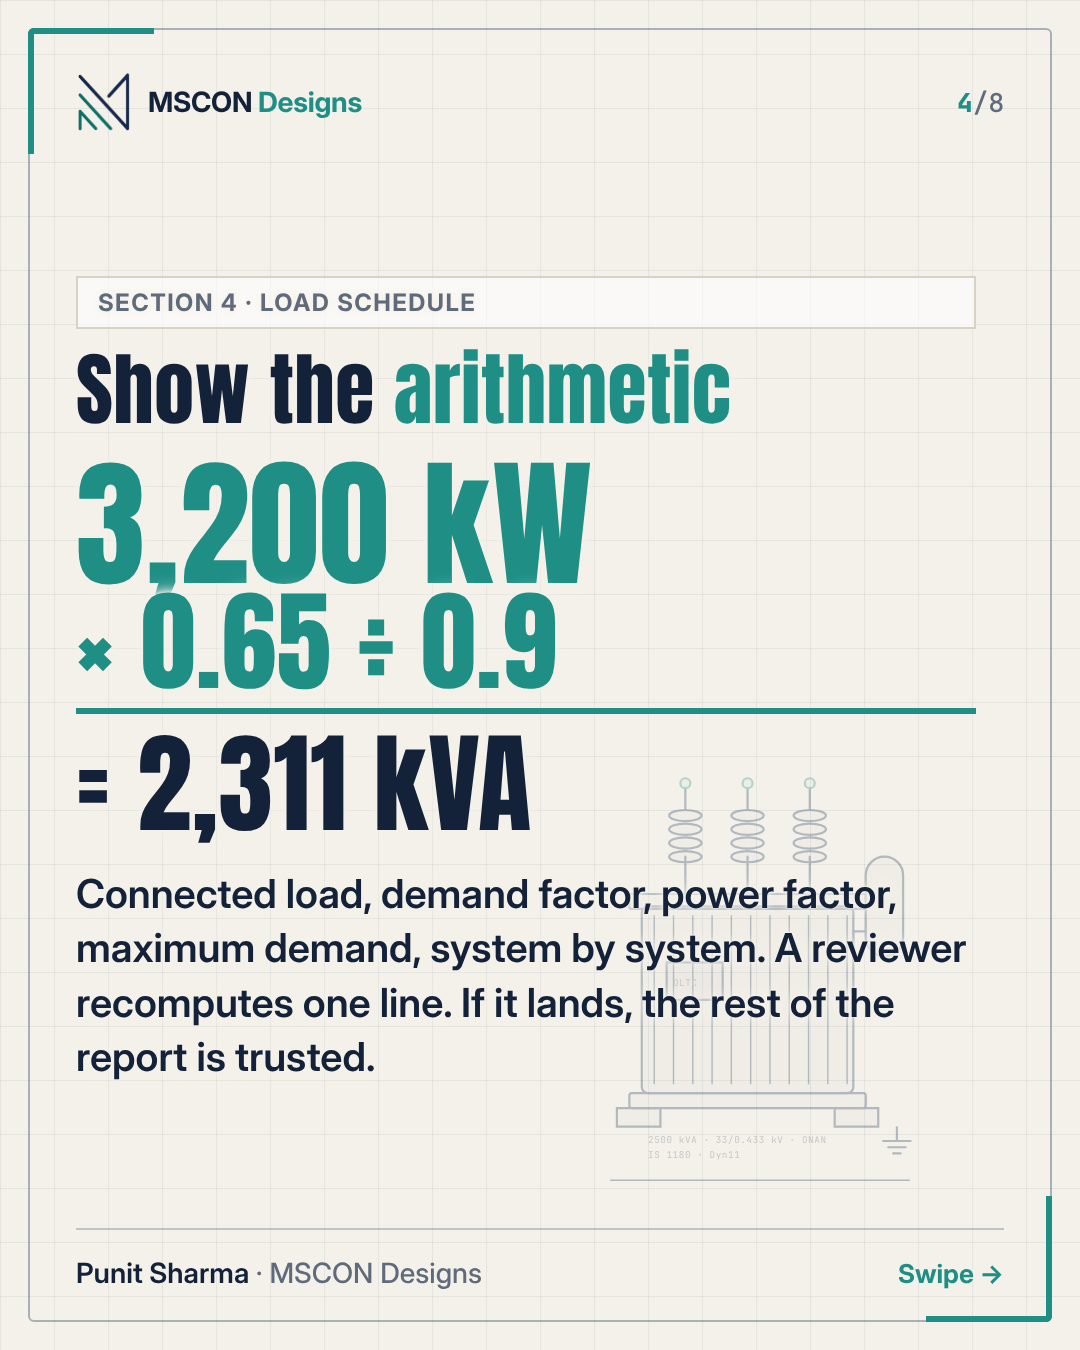 MSCON Designs
4/8
SECTION 4 · LOAD SCHEDULE
Show the arithmetic
3,200 kW
× 0.65 ÷ 0.9
= 2,311 kVA
Connected load, demand factor, power factor,
maximum demand, system by system. A reviewer
recomputes one line. If it lands, the rest of the
report is trusted.
OLTC
2500 kVA · 33/0.433 kV · ONAN
IS 1180 · Dyn11
Punit Sharma · MSCON Designs
Swipe →